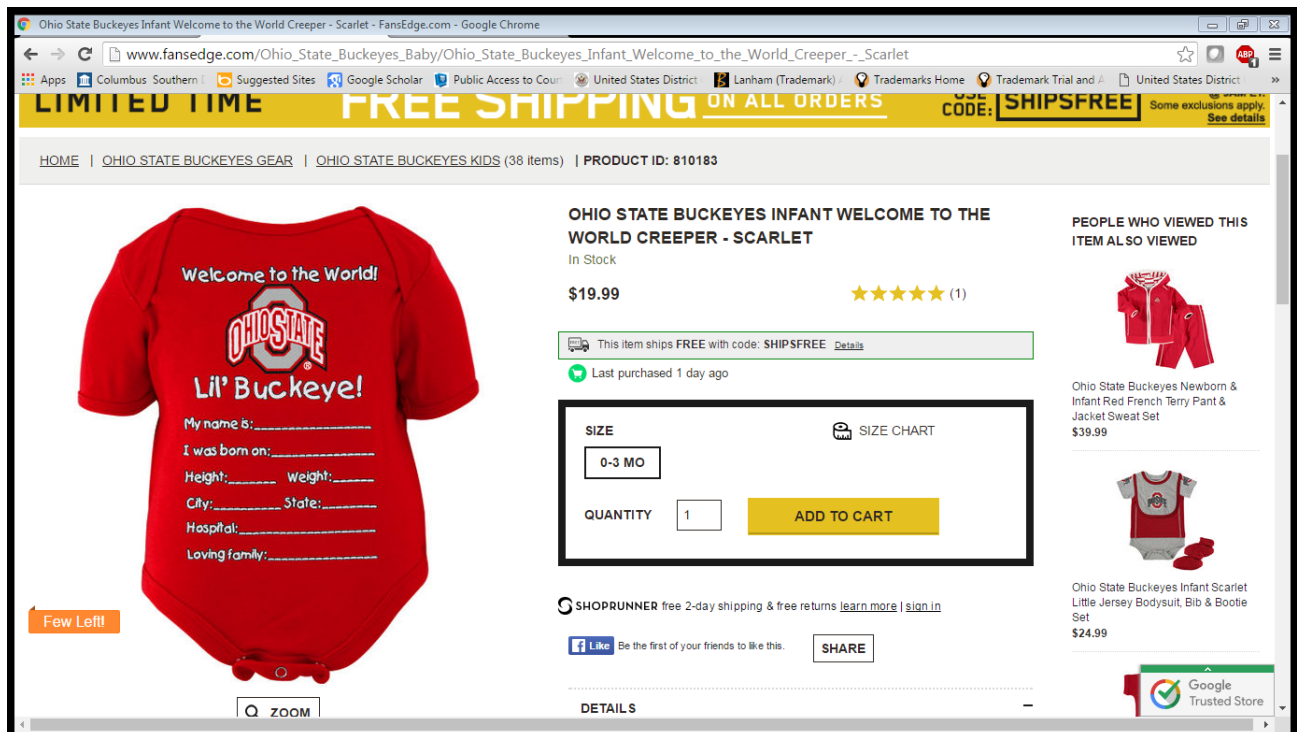 Ohio State Buckeyes Infant Welcome to the World Creeper - Scarlet - FansEdge.com - Google Chrome
www.fansedge.com/Ohio_State_Buckeyes_Baby/Ohio_State_Buckeyes_Infant_Welcome_to_the_World_Creeper_-_Scarlet
ABP 1
Apps Columbus Southern Suggested Sites Google Scholar Public Access to Cour United States District Lanham (Trademark) Trademarks Home Trademark Trial and A United States District »
LIMITED TIME FREE SHIPPING ON ALL ORDERS USE CODE: SHIPSFREE
Some exclusions apply.
See details
HOME | OHIO STATE BUCKEYES GEAR | OHIO STATE BUCKEYES KIDS (38 items) | PRODUCT ID: 810183
Welcome to the World!
OHIO STATE
®
Lil' Buckeye!
My name is:
I was born on:
Height: Weight:
City: State:
Hospital:
Loving family:
Few Left!
ZOOM
OHIO STATE BUCKEYES INFANT WELCOME TO THE
WORLD CREEPER - SCARLET
In Stock
$19.99 (1)
This item ships FREE with code: SHIPSFREE Details
Last purchased 1 day ago
SIZE SIZE CHART
0-3 MO
QUANTITY 1 ADD TO CART
SHOPRUNNER free 2-day shipping & free returns learn more | sign in
Like Be the first of your friends to like this. SHARE
DETAILS –
PEOPLE WHO VIEWED THIS
ITEM ALSO VIEWED
Ohio State Buckeyes Newborn &
Infant Red French Terry Pant &
Jacket Sweat Set
$39.99
Ohio State Buckeyes Infant Scarlet
Little Jersey Bodysuit, Bib & Bootie
Set
$24.99
Google
Trusted Store